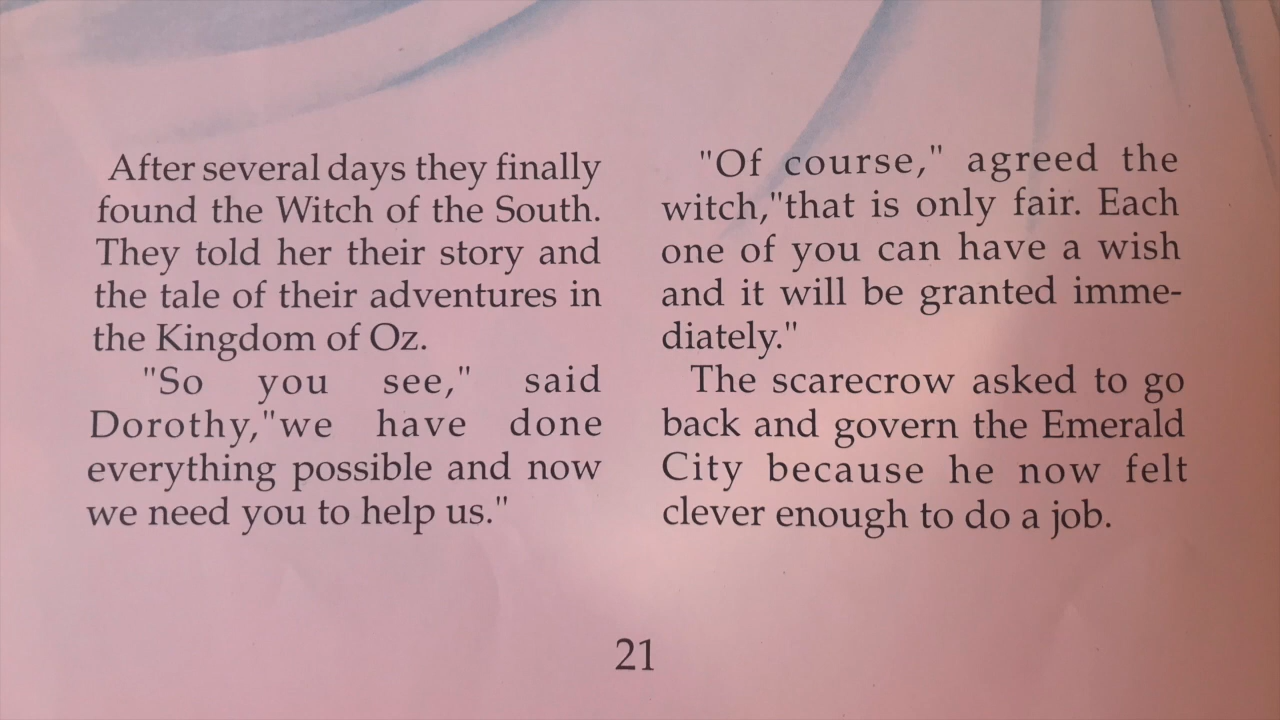 After several days they finally
found the Witch of the South.
They told her their story and
the tale of their adventures in
the Kingdom of Oz.
"So you see," said
Dorothy,"we have done
everything possible and now
we need you to help us."
"Of course," agreed the
witch,"that is only fair. Each
one of you can have a wish
and it will be granted imme-
diately."
The scarecrow asked to go
back and govern the Emerald
City because he now felt
clever enough to do a job.
21